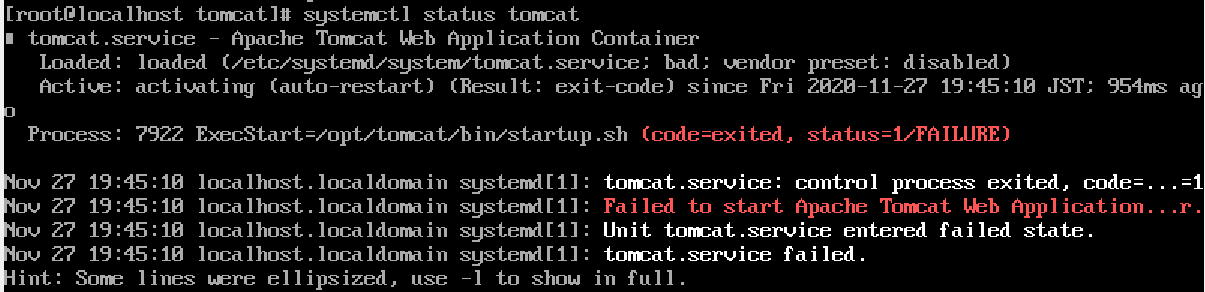 [root@localhost tomcat]# systemctl status tomcat
■ tomcat.service - Apache Tomcat Web Application Container
   Loaded: loaded (/etc/systemd/system/tomcat.service; bad; vendor preset: disabled)
   Active: activating (auto-restart) (Result: exit-code) since Fri 2020-11-27 19:45:10 JST; 954ms ag
o
  Process: 7922 ExecStart=/opt/tomcat/bin/startup.sh (code=exited, status=1/FAILURE)

Nov 27 19:45:10 localhost.localdomain systemd[1]: tomcat.service: control process exited, code=...=1
Nov 27 19:45:10 localhost.localdomain systemd[1]: Failed to start Apache Tomcat Web Application...r.
Nov 27 19:45:10 localhost.localdomain systemd[1]: Unit tomcat.service entered failed state.
Nov 27 19:45:10 localhost.localdomain systemd[1]: tomcat.service failed.
Hint: Some lines were ellipsized, use -l to show in full.